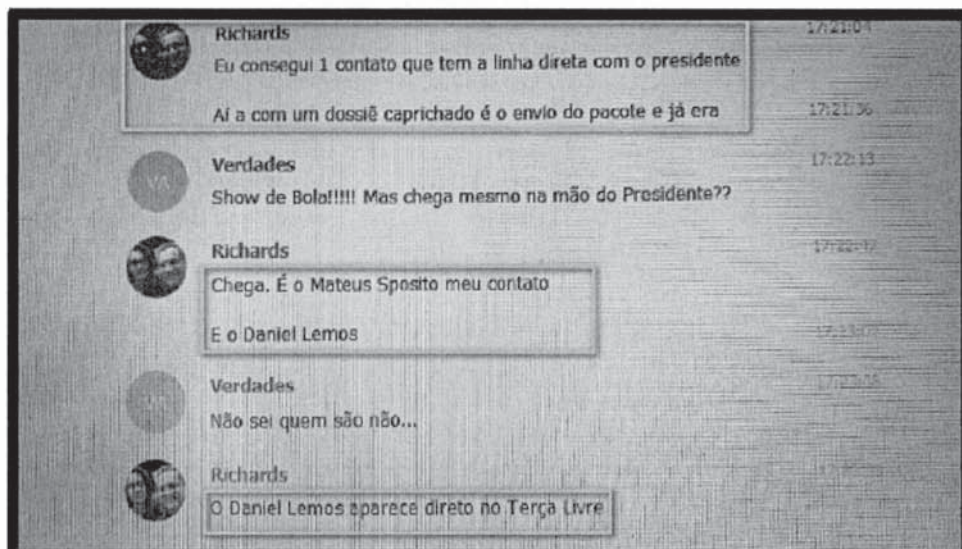 Richards 17:21:04
Eu consegui 1 contato que tem a linha direta com o presidente
Aí a com um dossiê caprichado é o envio do pacote e já era 17:21:36
Verdades 17:22:13
Show de Bola!!!!! Mas chega mesmo na mão do Presidente??
Richards
Chega. É o Mateus Sposito meu contato
E o Daniel Lemos
Verdades
Não sei quem são não...
Richards
O Daniel Lemos aparece direto no Terça Livre